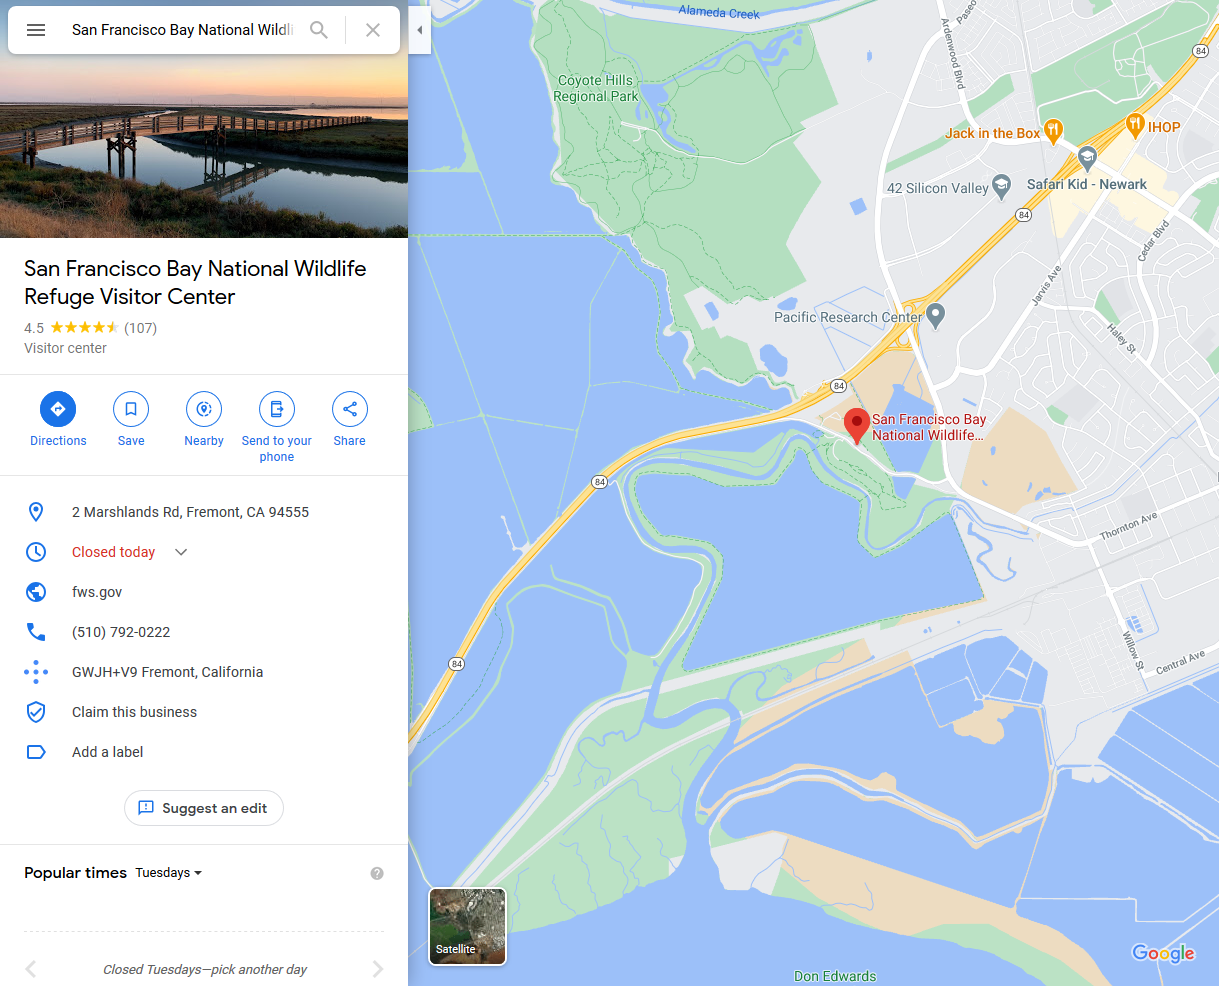 San Francisco Bay National Wildli
San Francisco Bay National Wildlife
Refuge Visitor Center
4.5 (107)
Visitor center
Directions
Save
Nearby
Send to your
phone
Share
2 Marshlands Rd, Fremont, CA 94555
Closed today
fws.gov
(510) 792-0222
GWJH+V9 Fremont, California
Claim this business
Add a label
Suggest an edit
Popular times Tuesdays
?
Closed Tuesdays—pick another day
Alameda Creek
Paseo
Ardenwood Blvd
84
Coyote Hills
Regional Park
Jack in the Box
IHOP
Safari Kid - Newark
42 Silicon Valley
84
Cedar Blvd
Jarvis Ave
Pacific Research Center
Haley St
84
San Francisco Bay
National Wildlife...
84
Thornton Ave
Willow St
Central Ave
84
Satellite
Google
Don Edwards